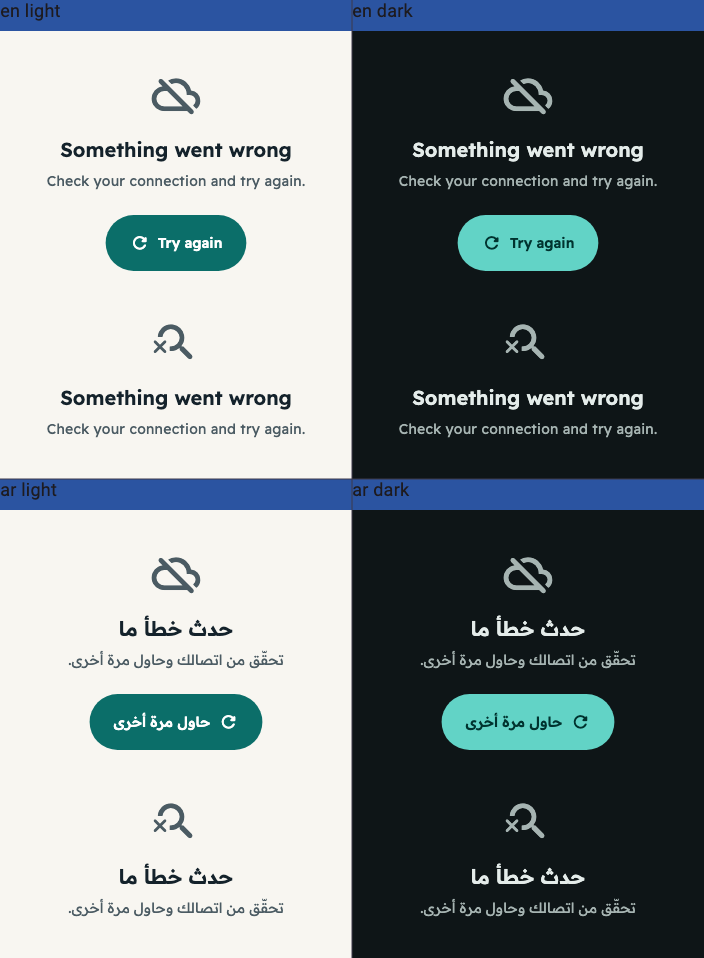 en light
Something went wrong
Check your connection and try again.
Try again
Something went wrong
Check your connection and try again.
en dark
Something went wrong
Check your connection and try again.
Try again
Something went wrong
Check your connection and try again.
ar light
حدث خطأ ما
تحقّق من اتصالك وحاول مرة أخرى.
حاول مرة أخرى
حدث خطأ ما
تحقّق من اتصالك وحاول مرة أخرى.
ar dark
حدث خطأ ما
تحقّق من اتصالك وحاول مرة أخرى.
حاول مرة أخرى
حدث خطأ ما
تحقّق من اتصالك وحاول مرة أخرى.